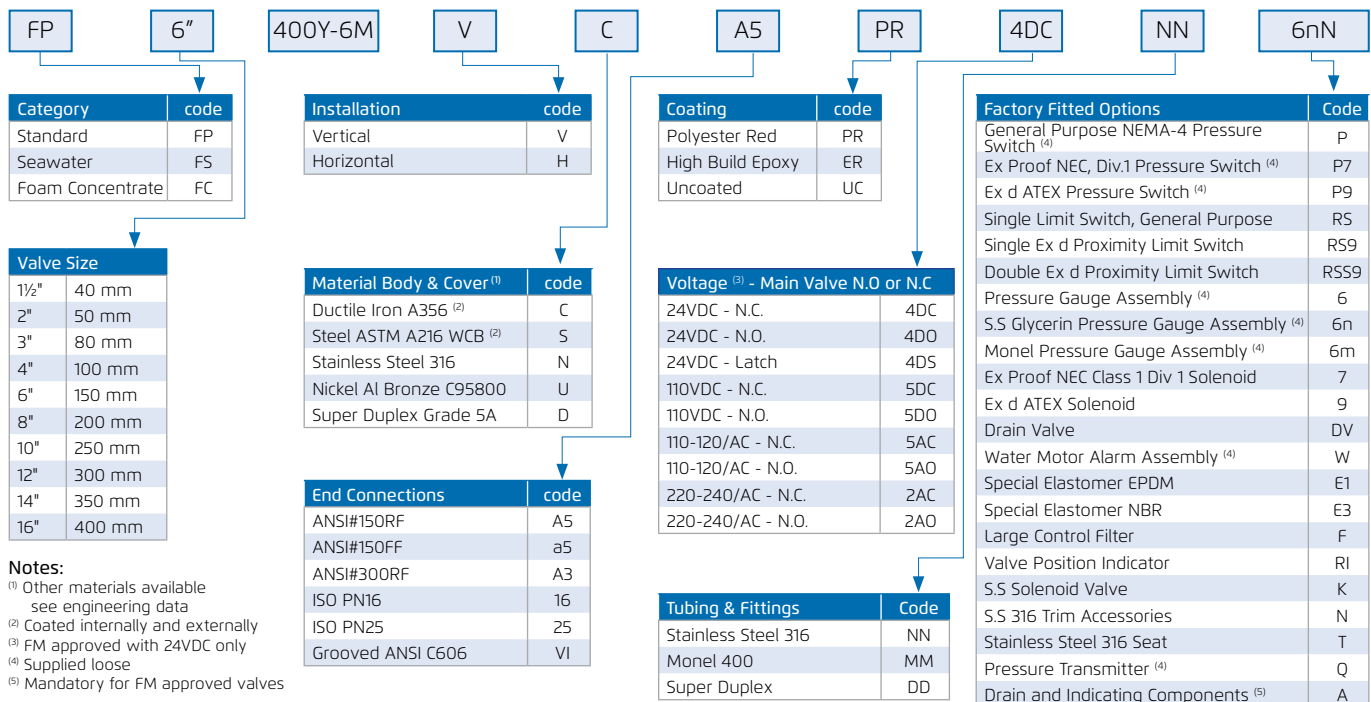 FP 6" 400Y-6M V C A5 PR 4DC NN 6nN
Category code
Standard FP
Seawater FS
Foam Concentrate FC
Valve Size
1½" 40 mm
2" 50 mm
3" 80 mm
4" 100 mm
6" 150 mm
8" 200 mm
10" 250 mm
12" 300 mm
14" 350 mm
16" 400 mm
Notes:
(1) Other materials available
see engineering data
(2) Coated internally and externally
(3) FM approved with 24VDC only
(4) Supplied loose
(5) Mandatory for FM approved valves
Installation code
Vertical V
Horizontal H
Material Body & Cover (1) code
Ductile Iron A356 (2) C
Steel ASTM A216 WCB (2) S
Stainless Steel 316 N
Nickel Al Bronze C95800 U
Super Duplex Grade 5A D
End Connections code
ANSI#150RF A5
ANSI#150FF a5
ANSI#300RF A3
ISO PN16 16
ISO PN25 25
Grooved ANSI C606 VI
Coating code
Polyester Red PR
High Build Epoxy ER
Uncoated UC
Voltage (3) - Main Valve N.O or N.C
24VDC - N.C. 4DC
24VDC - N.O. 4DO
24VDC - Latch 4DS
110VDC - N.C. 5DC
110VDC - N.O. 5DO
110-120/AC - N.C. 5AC
110-120/AC - N.O. 5AO
220-240/AC - N.C. 2AC
220-240/AC - N.O. 2AO
Tubing & Fittings Code
Stainless Steel 316 NN
Monel 400 MM
Super Duplex DD
Factory Fitted Options Code
General Purpose NEMA-4 Pressure
Switch (4) P
Ex Proof NEC, Div.1 Pressure Switch (4) P7
Ex d ATEX Pressure Switch (4) P9
Single Limit Switch, General Purpose RS
Single Ex d Proximity Limit Switch RS9
Double Ex d Proximity Limit Switch RSS9
Pressure Gauge Assembly (4) 6
S.S Glycerin Pressure Gauge Assembly (4) 6n
Monel Pressure Gauge Assembly (4) 6m
Ex Proof NEC Class 1 Div 1 Solenoid 7
Ex d ATEX Solenoid 9
Drain Valve DV
Water Motor Alarm Assembly (4) W
Special Elastomer EPDM E1
Special Elastomer NBR E3
Large Control Filter F
Valve Position Indicator RI
S.S Solenoid Valve K
S.S 316 Trim Accessories N
Stainless Steel 316 Seat T
Pressure Transmitter (4) Q
Drain and Indicating Components (5) A